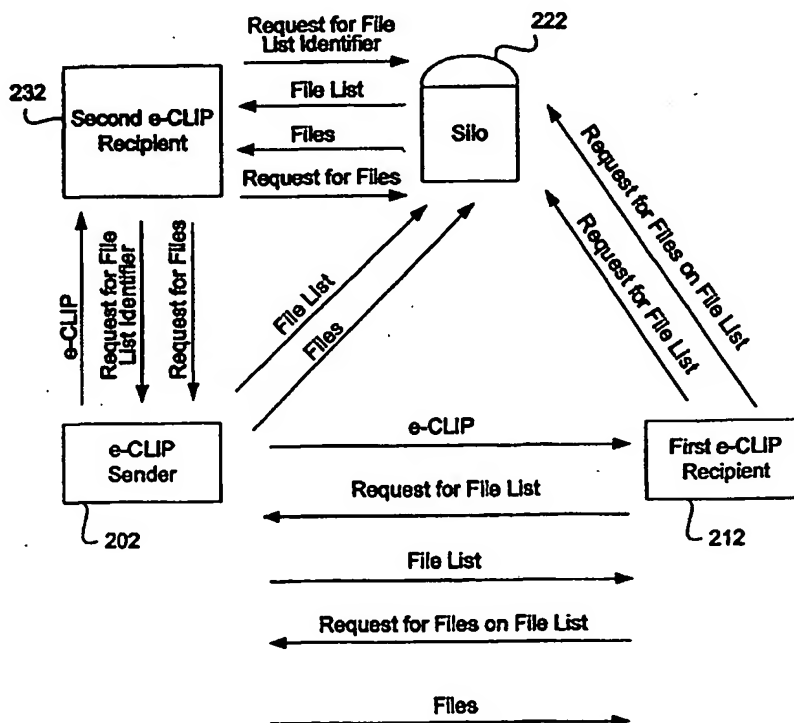 Request for File
List Identifier
222
File List
232
Second e-CLIP
Recipient
Files
Silo
Request for Files
Request for Files on File List
Request for File List
e-CLIP
Request for File
List Identifier
Request for Files
File List
Files
e-CLIP
Sender
202
e-CLIP
First e-CLIP
Recipient
212
Request for File List
File List
Request for Files on File List
Files